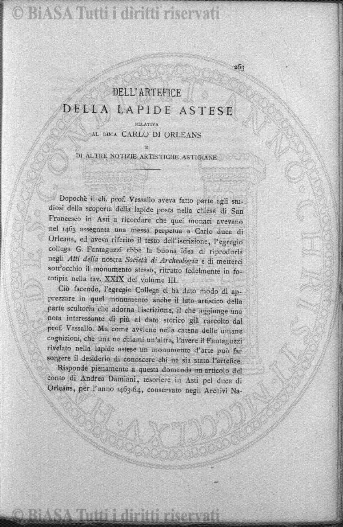 © BiASA Tutti i diritti riservati
263
DELL'ARTEFICE
DELLA LAPIDE ASTESE
RELATIVA
AL DUCA CARLO DI ORLEANS
E
DI ALTRE NOTIZIE ARTISTICHE ASTIGIANE
Dopochè il ch. prof. Vassallo aveva fatto parte agli stu-
diosi della scoperta della lapide posta nella chiesa di San
Francesco in Asti a ricordare che quei monaci avevano
nel 1463 assegnata una messa perpetua a Carlo duca di
Orleans, ed aveva riferito il testo dell'iscrizione, l'egregio
collega G. Fantaguzzi ebbe la buona idea di riprodurla
negli Atti della nostra Società di Archeologia e di metterci
sott'occhio il monumento stesso, ritratto fedelmente in fo-
totipia nella tav. XXIX del volume III.
Ciò facendo, l'egregio Collega ci ha dato modo di ap-
prezzare in quel monumento anche il lato artistico della
parte scultoria che adorna l'iscrizione, il che aggiunge una
nota interessante di più al dato storico già raccolto dal
prof. Vassallo. Ma come avviene nella catena delle umane
cognizioni, che una ne chiami un'altra, l'avere il Fantaguzzi
rivelato nella lapide astese un monumento d'arte può far
sorgere il desiderio di conoscere chi ne sia stato l'artefice.
Risponde pienamente a questa domanda un articolo del
conto di Andrea Damiani, tesoriere in Asti pel duca di
Orleans, per l'anno 1463-64, conservato negli Archivi Na-
© BiASA Tutti i diritti riservati